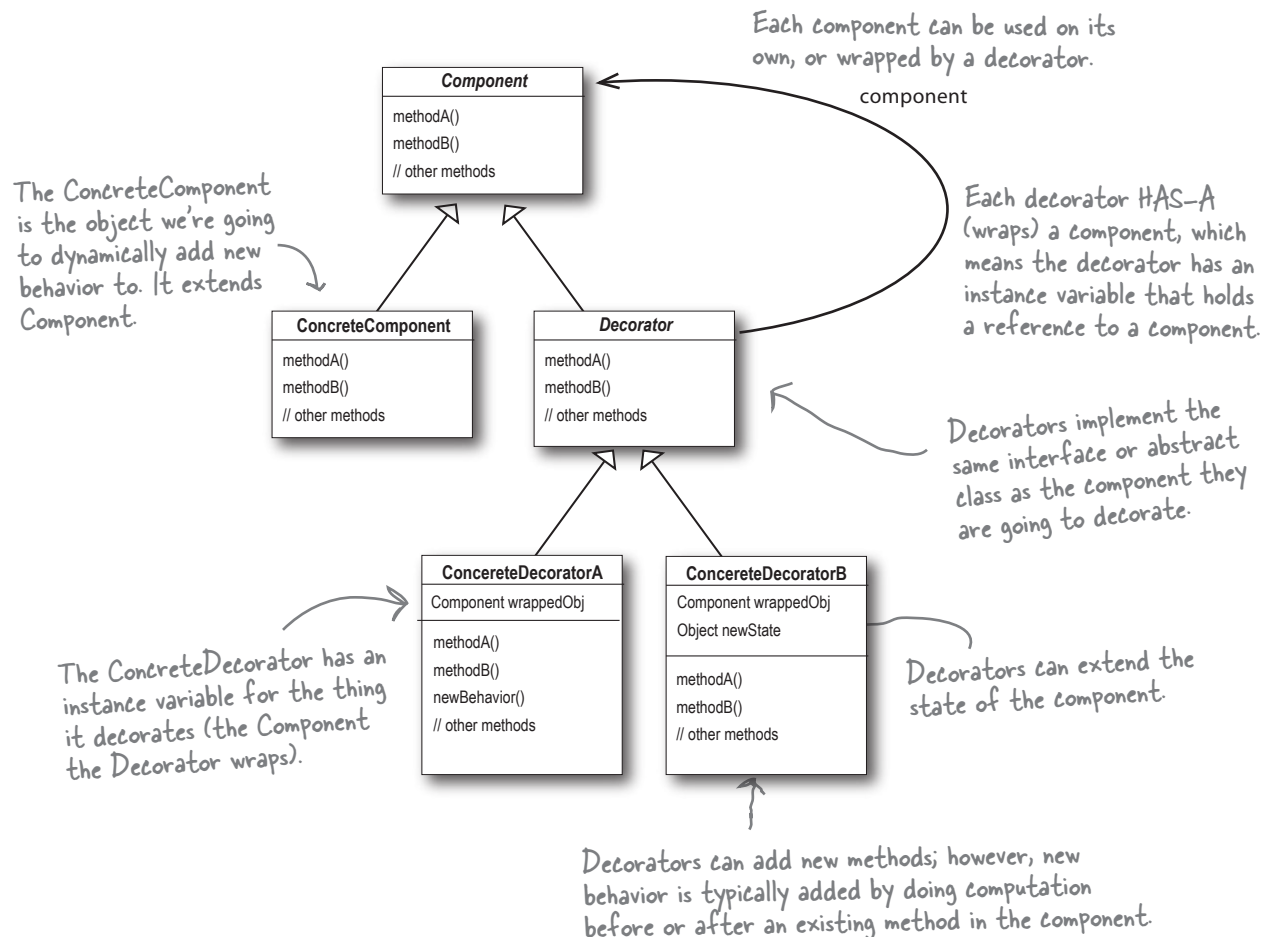 Each component can be used on its
own, or wrapped by a decorator.
component
Component
methodA()
methodB()
// other methods
The ConcreteComponent
is the object we're going
to dynamically add new
behavior to. It extends
Component.
Each decorator HAS-A
(wraps) a component, which
means the decorator has an
instance variable that holds
a reference to a component.
ConcreteComponent
methodA()
methodB()
// other methods
Decorator
methodA()
methodB()
// other methods
Decorators implement the
same interface or abstract
class as the component they
are going to decorate.
ConcereteDecoratorA
Component wrappedObj
methodA()
methodB()
newBehavior()
// other methods
ConcereteDecoratorB
Component wrappedObj
Object newState
methodA()
methodB()
// other methods
The ConcreteDecorator has an
instance variable for the thing
it decorates (the Component
the Decorator wraps).
Decorators can extend the
state of the component.
Decorators can add new methods; however, new
behavior is typically added by doing computation
before or after an existing method in the component.